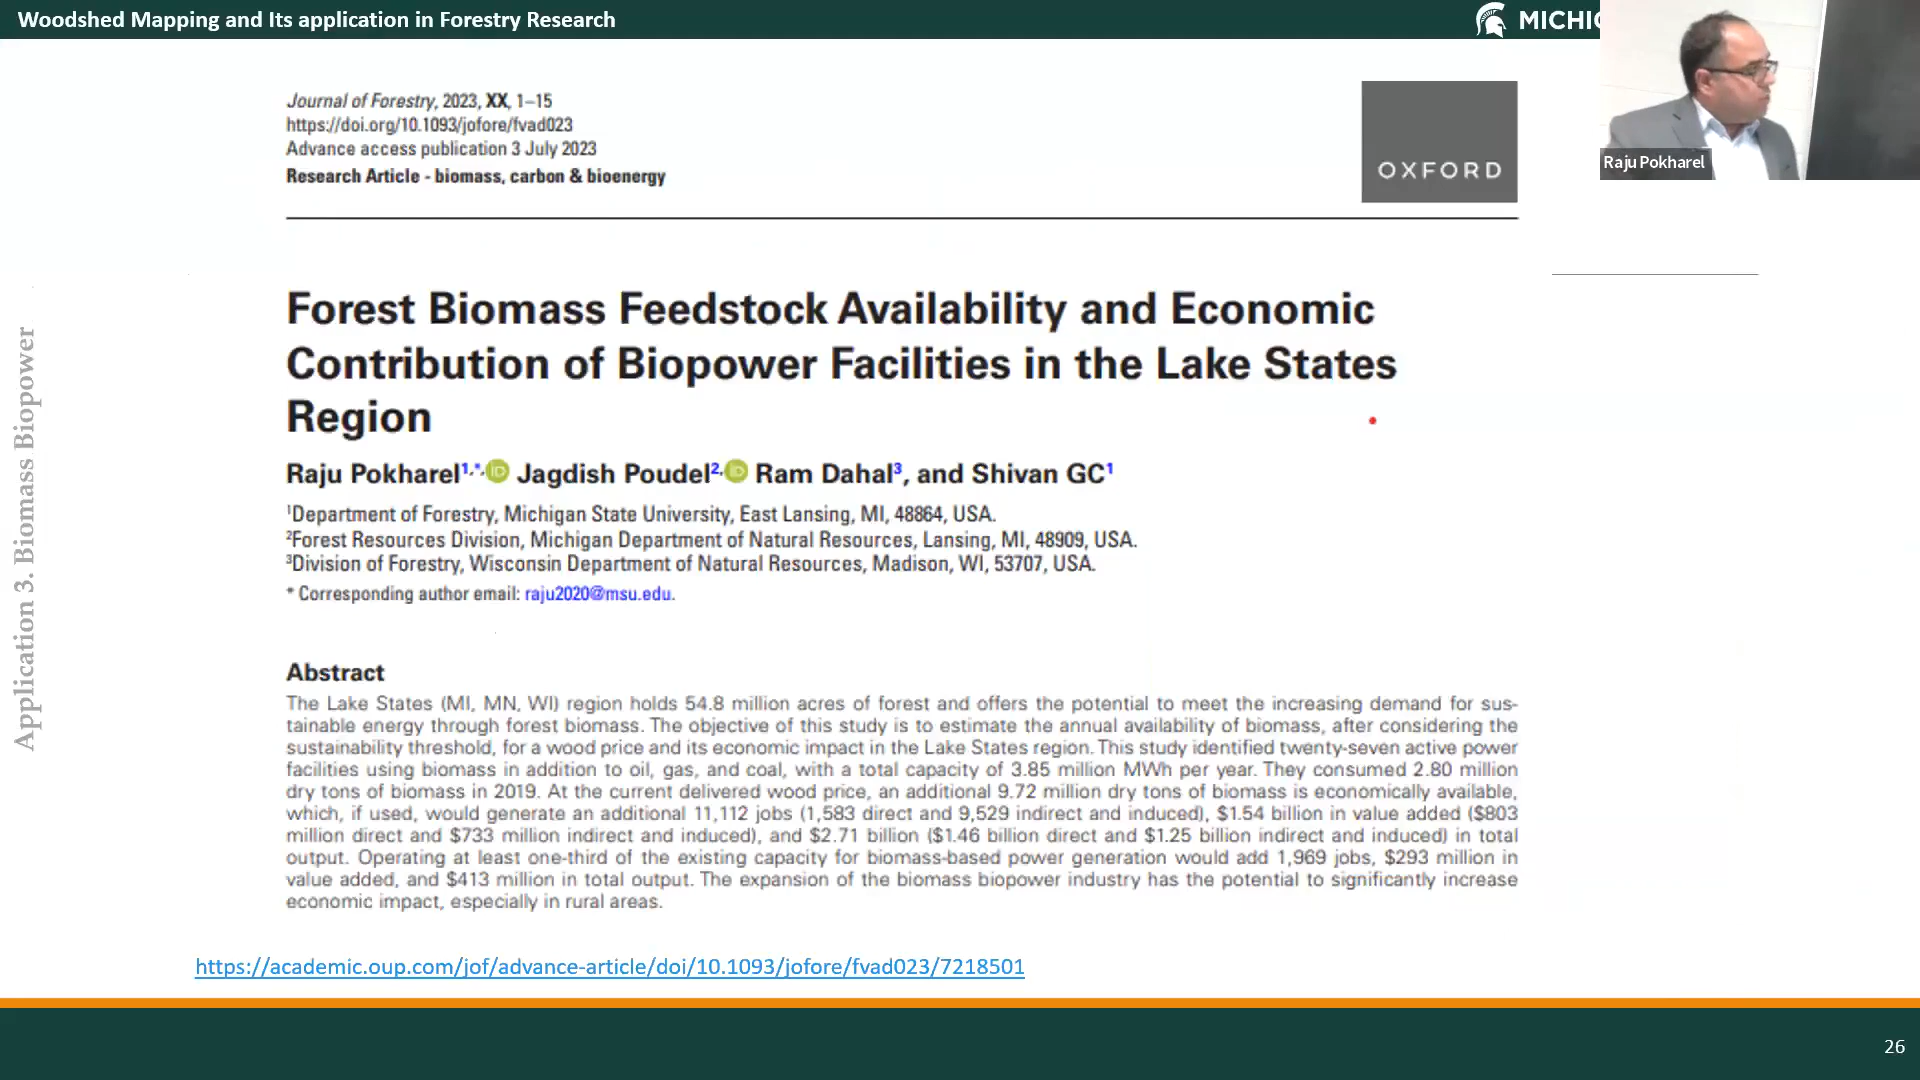 Woodshed Mapping and Its application in Forestry Research
Raju Pokharel
Journal of Forestry, 2023, XX, 1–15
https://doi.org/10.1093/jofore/fvad023
Advance access publication 3 July 2023
Research Article - biomass, carbon & bioenergy
OXFORD
Application 3. Biomass Biopower
Forest Biomass Feedstock Availability and Economic
Contribution of Biopower Facilities in the Lake States
Region
Raju Pokharel1,*, iD Jagdish Poudel2, iD Ram Dahal3, and Shivan GC1
1Department of Forestry, Michigan State University, East Lansing, MI, 48864, USA.
2Forest Resources Division, Michigan Department of Natural Resources, Lansing, MI, 48909, USA.
3Division of Forestry, Wisconsin Department of Natural Resources, Madison, WI, 53707, USA.
* Corresponding author email: raju2020@msu.edu.
Abstract
The Lake States (MI, MN, WI) region holds 54.8 million acres of forest and offers the potential to meet the increasing demand for sus-
tainable energy through forest biomass. The objective of this study is to estimate the annual availability of biomass, after considering the
sustainability threshold, for a wood price and its economic impact in the Lake States region. This study identified twenty-seven active power
facilities using biomass in addition to oil, gas, and coal, with a total capacity of 3.85 million MWh per year. They consumed 2.80 million
dry tons of biomass in 2019. At the current delivered wood price, an additional 9.72 million dry tons of biomass is economically available,
which, if used, would generate an additional 11,112 jobs (1,583 direct and 9,529 indirect and induced), $1.54 billion in value added ($803
million direct and $733 million indirect and induced), and $2.71 billion ($1.46 billion direct and $1.25 billion indirect and induced) in total
output. Operating at least one-third of the existing capacity for biomass-based power generation would add 1,969 jobs, $293 million in
value added, and $413 million in total output. The expansion of the biomass biopower industry has the potential to significantly increase
economic impact, especially in rural areas.
https://academic.oup.com/jof/advance-article/doi/10.1093/jofore/fvad023/7218501
26